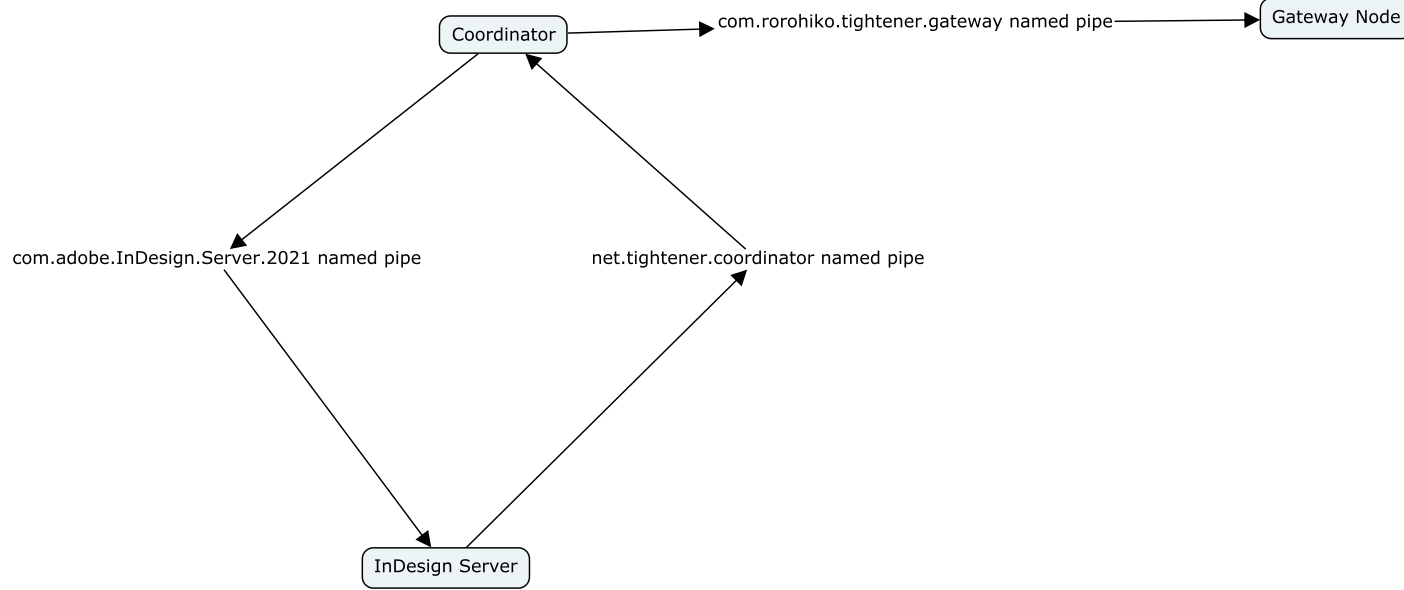 Coordinator
com.rorohiko.tightener.gateway named pipe
Gateway Node
com.adobe.InDesign.Server.2021 named pipe
net.tightener.coordinator named pipe
InDesign Server